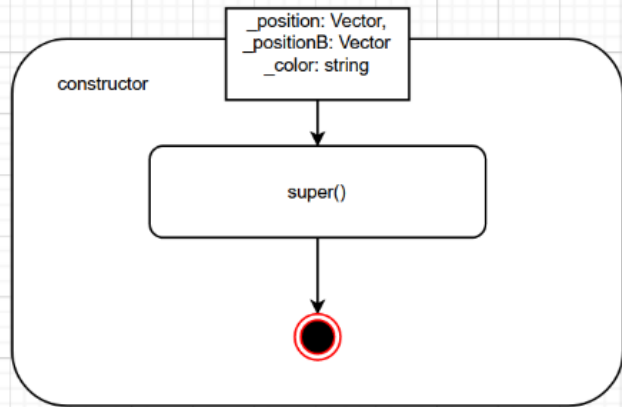 _position: Vector,
_positionB: Vector
_color: string
constructor
super()